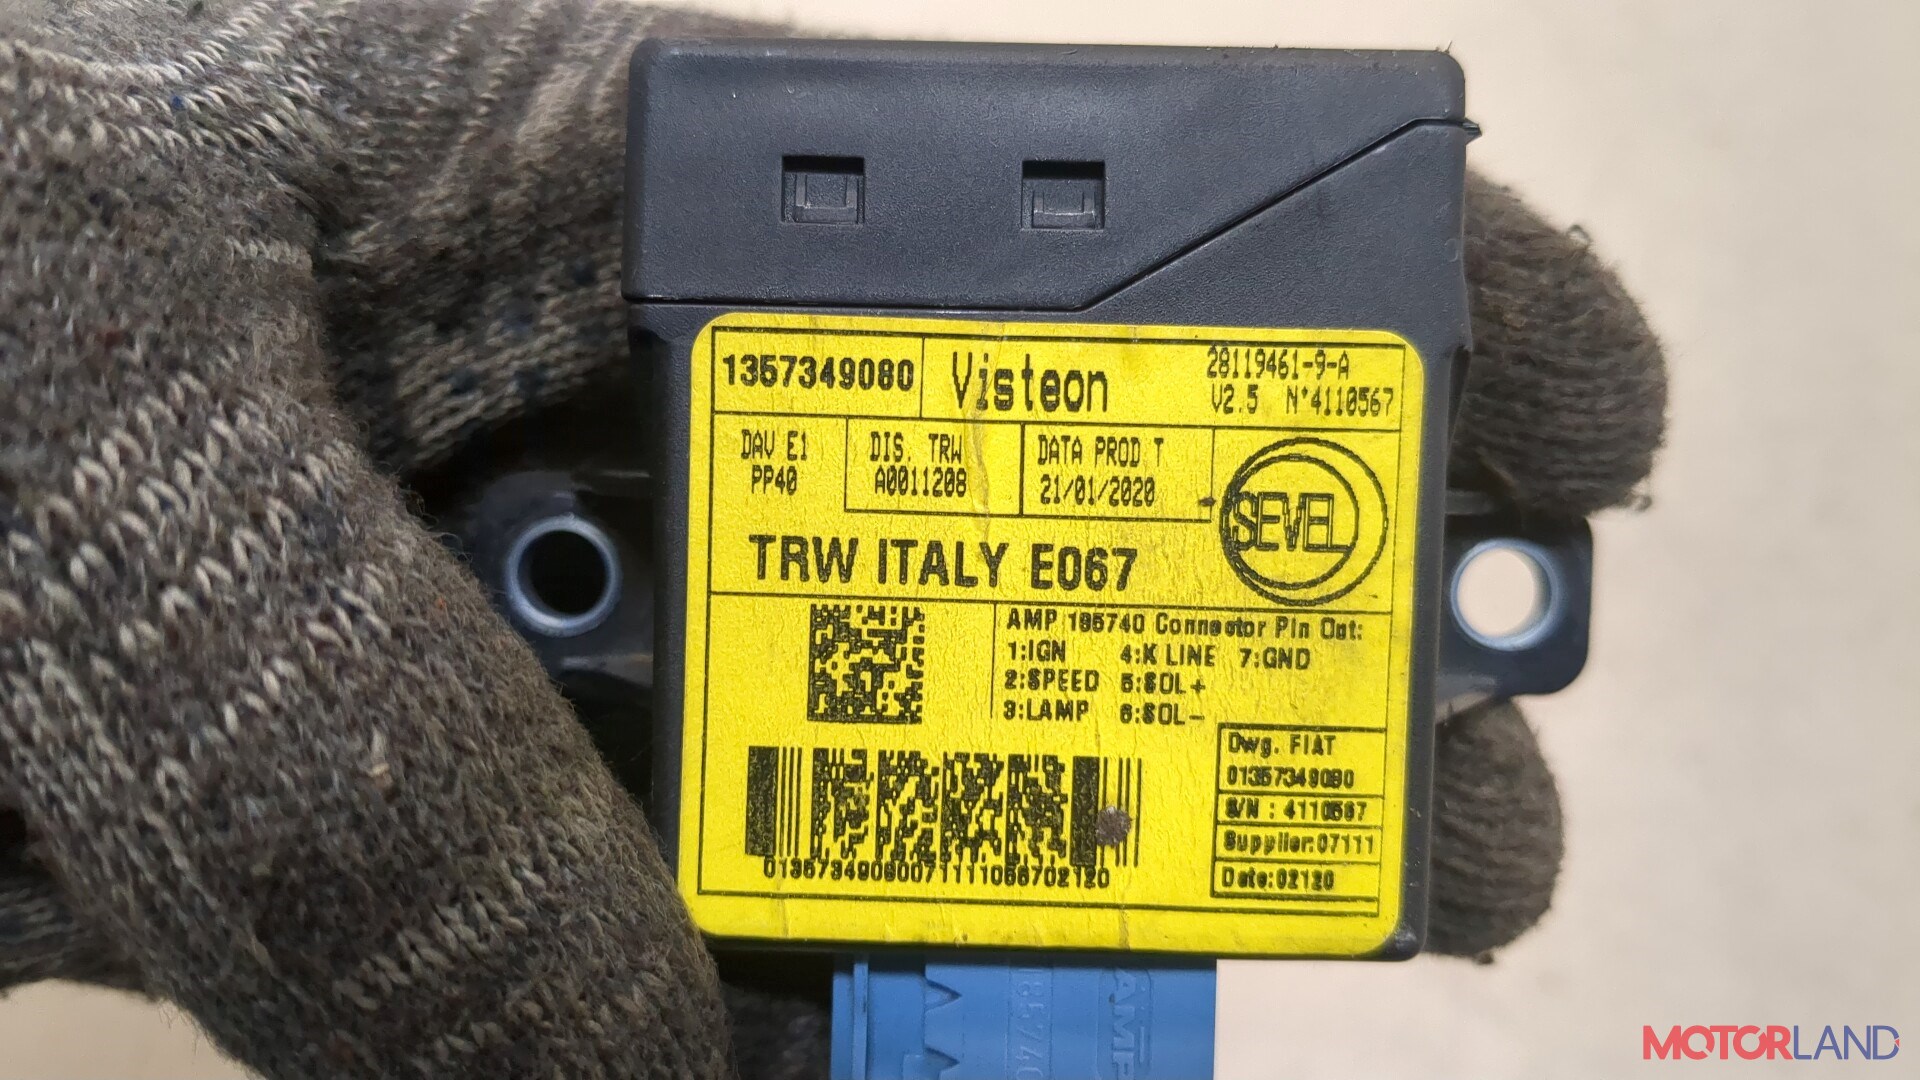 1357349080
Visteon
28119461-9-A
V2.5 N°4110567
DAV E1
PP40
DIS. TRW
A0011208
DATA PROD T
21/01/2020
SEVEL
TRW ITALY E067
AMP 185740 Connector Pin Out:
1:IGN 4:K LINE 7:GND
2:SPEED 5:SOL+
3:LAMP 6:SOL-
Dwg. FIAT
01357349080
S/N : 4110567
Supplier:07111
Date:02120
AMP
MOTORLAND